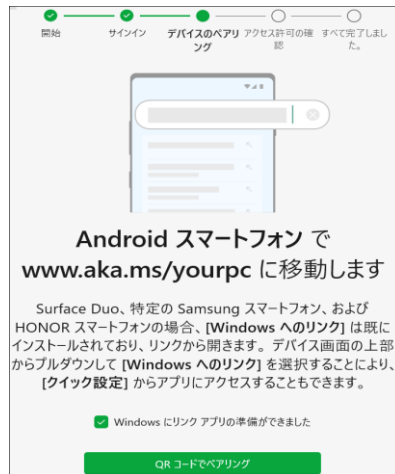 開始
サインイン
デバイスのペアリ
ング
アクセス許可の確
認
すべて完了しまし
た。
Android スマートフォン で
www.aka.ms/yourpc に移動します
Surface Duo、特定の Samsung スマートフォン、および
HONOR スマートフォンの場合、[Windows へのリンク] は既に
インストールされており、リンクから開きます。デバイス画面の上部
からプルダウンして [Windows へのリンク] を選択することにより、
[クイック設定] からアプリにアクセスすることもできます。
Windows にリンク アプリの準備ができました
QR コードでペアリング